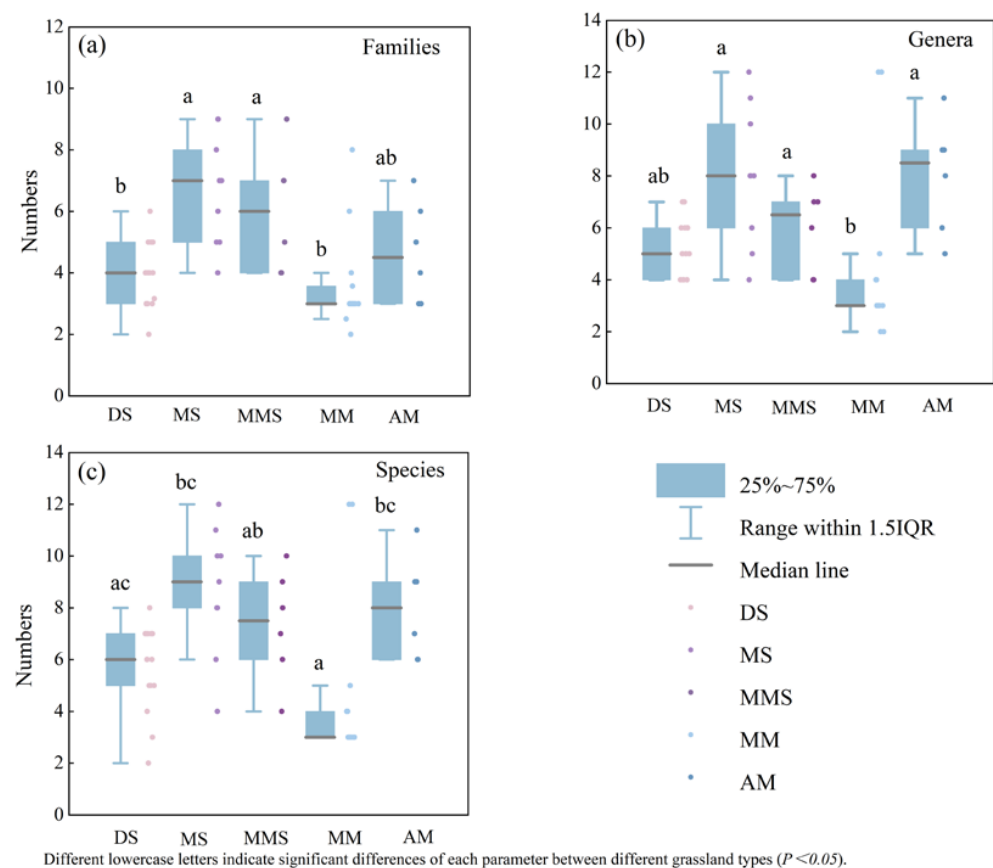 (a) Families
12
10
8
6
4
2
0
Numbers
b a a b ab
DS MS MMS MM AM
(b) Genera
14
12
10
8
6
4
2
0
ab a a b a
DS MS MMS MM AM
(c) Species
14
12
10
8
6
4
2
0
Numbers
ac bc ab a bc
DS MS MMS MM AM
25%~75%
Range within 1.5IQR
Median line
DS
MS
MMS
MM
AM
Different lowercase letters indicate significant differences of each parameter between different grassland types (P<0.05).